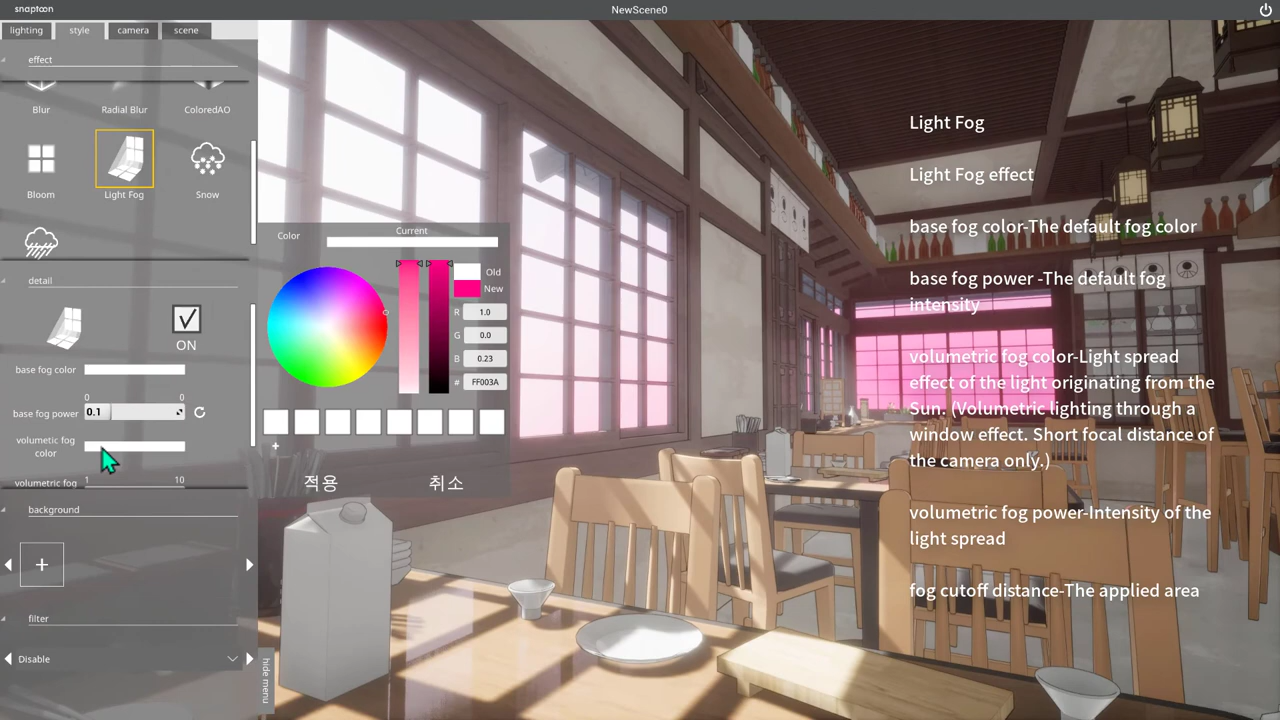 snaptoon
NewScene0
lighting
style
camera
scene
effect
Blur
Radial Blur
ColoredAO
Bloom
Light Fog
Snow
detail
ON
base fog color
0
0
base fog power
0.1
volumetic fog
color
volumetric fog
1
10
background
filter
Disable
hide menu
Color
Current
Old
New
R
1.0
G
0.0
B
0.23
#
FF003A
+
적용
취소
Light Fog
Light Fog effect
base fog color-The default fog color
base fog power -The default fog
intensity
volumetric fog color-Light spread
effect of the light originating from the
Sun. (Volumetric lighting through a
window effect. Short focal distance of
the camera only.)
volumetric fog power-Intensity of the
light spread
fog cutoff distance-The applied area